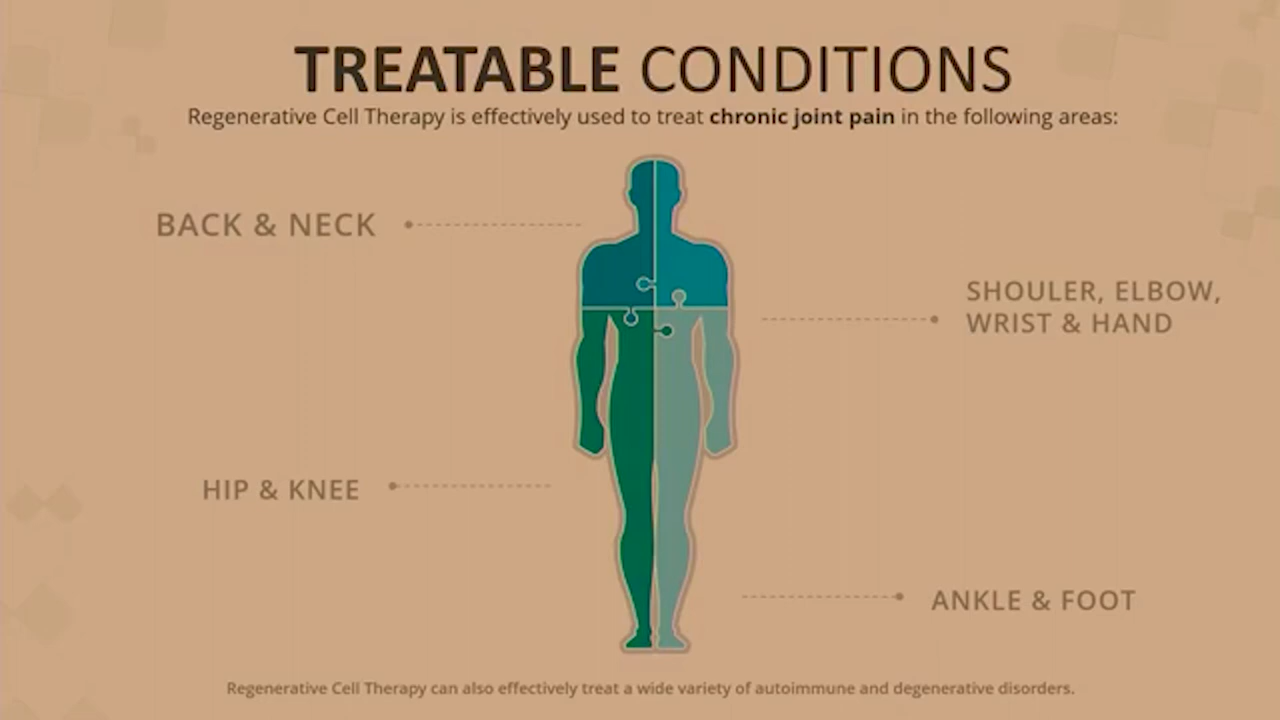 TREATABLE CONDITIONS
Regenerative Cell Therapy is effectively used to treat chronic joint pain in the following areas:
BACK & NECK
SHOULER, ELBOW,
WRIST & HAND
HIP & KNEE
ANKLE & FOOT
Regenerative Cell Therapy can also effectively treat a wide variety of autoimmune and degenerative disorders.